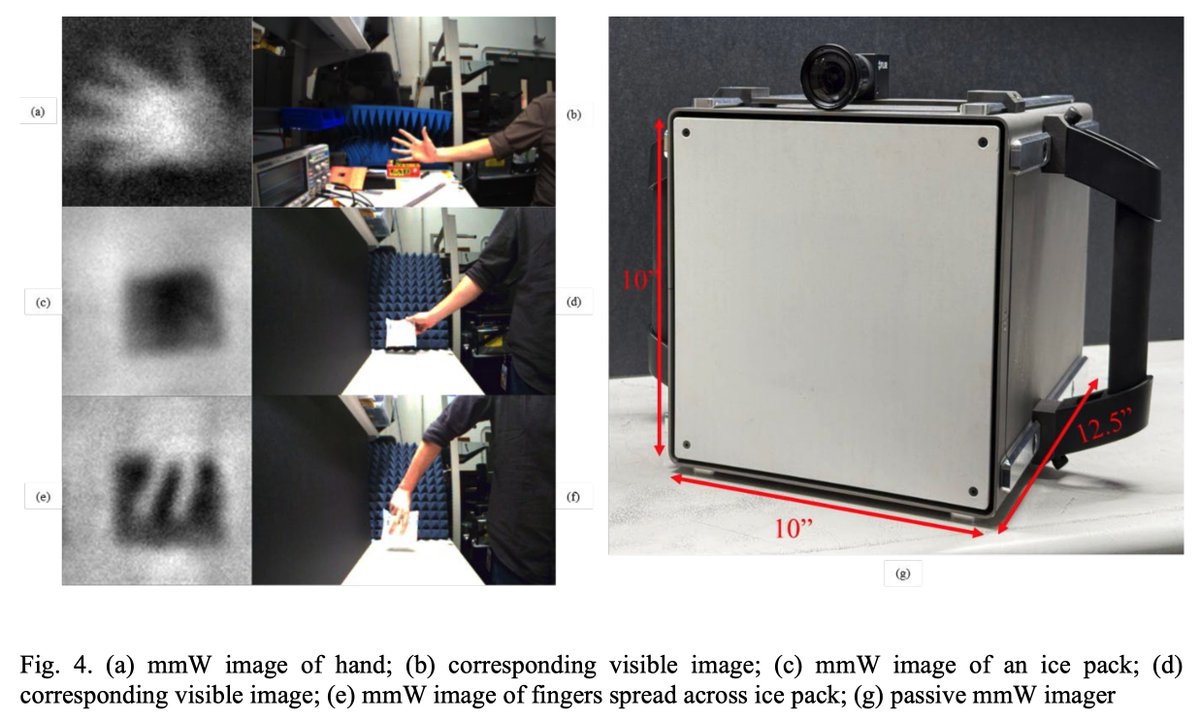 (a)
(b)
(c)
(d)
(e)
(f)
10”
10”
12.5”
(g)
Fig. 4. (a) mmW image of hand; (b) corresponding visible image; (c) mmW image of an ice pack; (d)
corresponding visible image; (e) mmW image of fingers spread across ice pack; (g) passive mmW imager